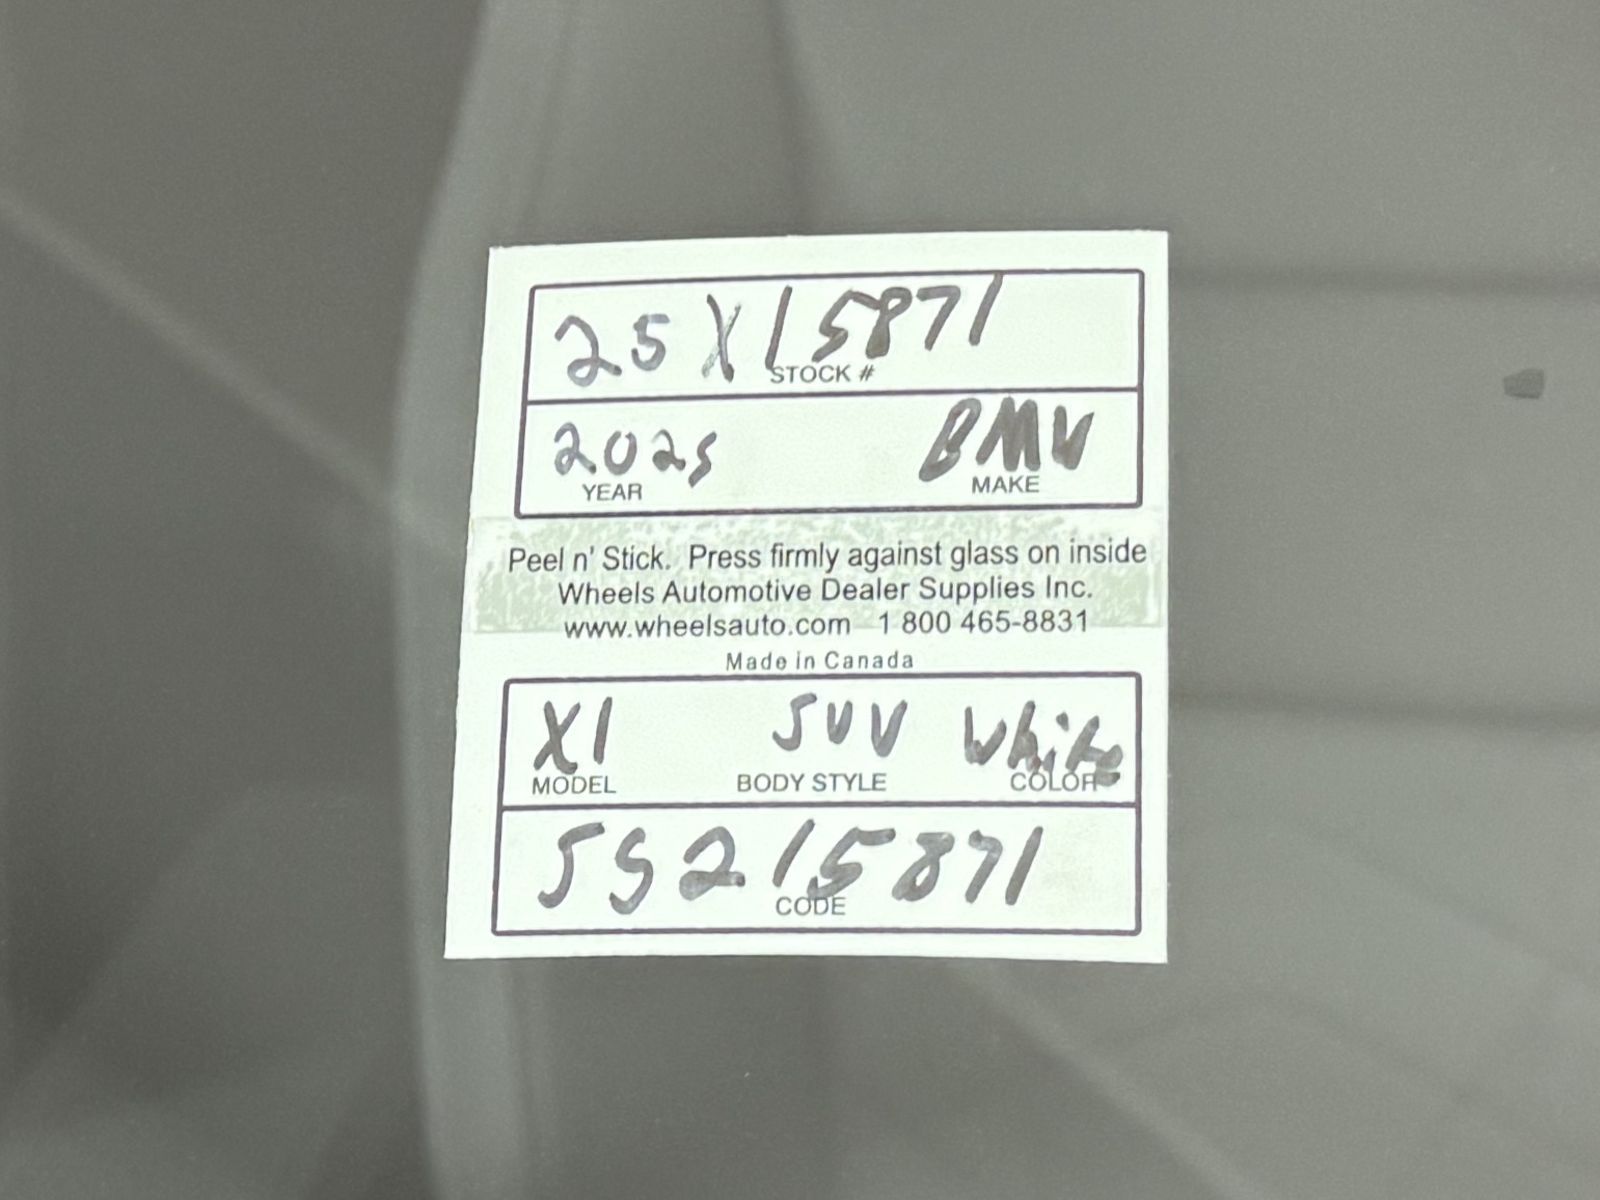 25X15871
STOCK #
2025 BMW
YEAR MAKE
Peel n' Stick. Press firmly against glass on inside
Wheels Automotive Dealer Supplies Inc.
www.wheelsauto.com 1 800 465-8831
Made in Canada
X1 SUV White
MODEL BODY STYLE COLOR
5S215871
CODE